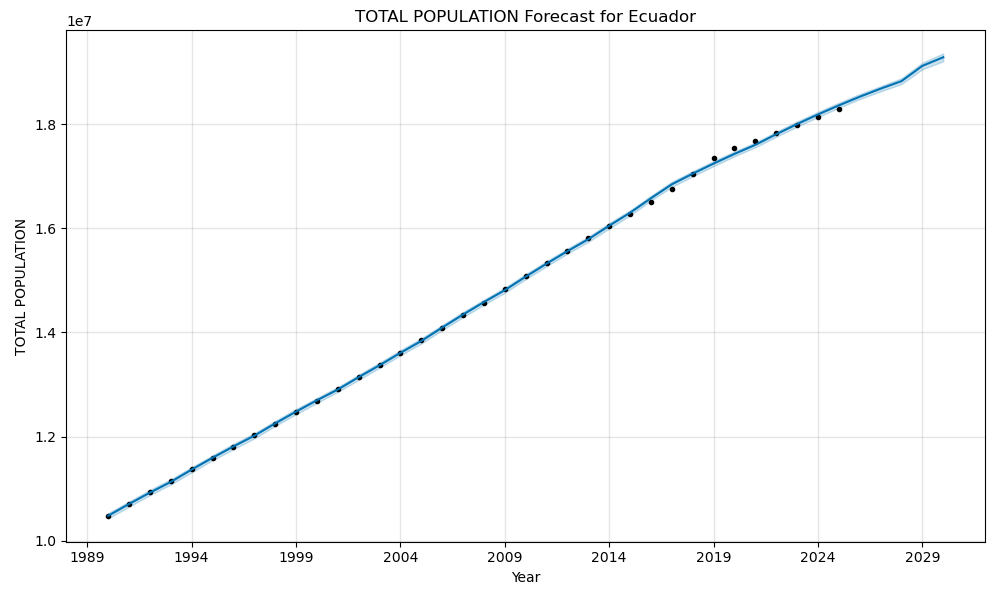 TOTAL POPULATION Forecast for Ecuador
1e7
1.8
1.6
1.4
1.2
1.0
TOTAL POPULATION
1989 1994 1999 2004 2009 2014 2019 2024 2029
Year